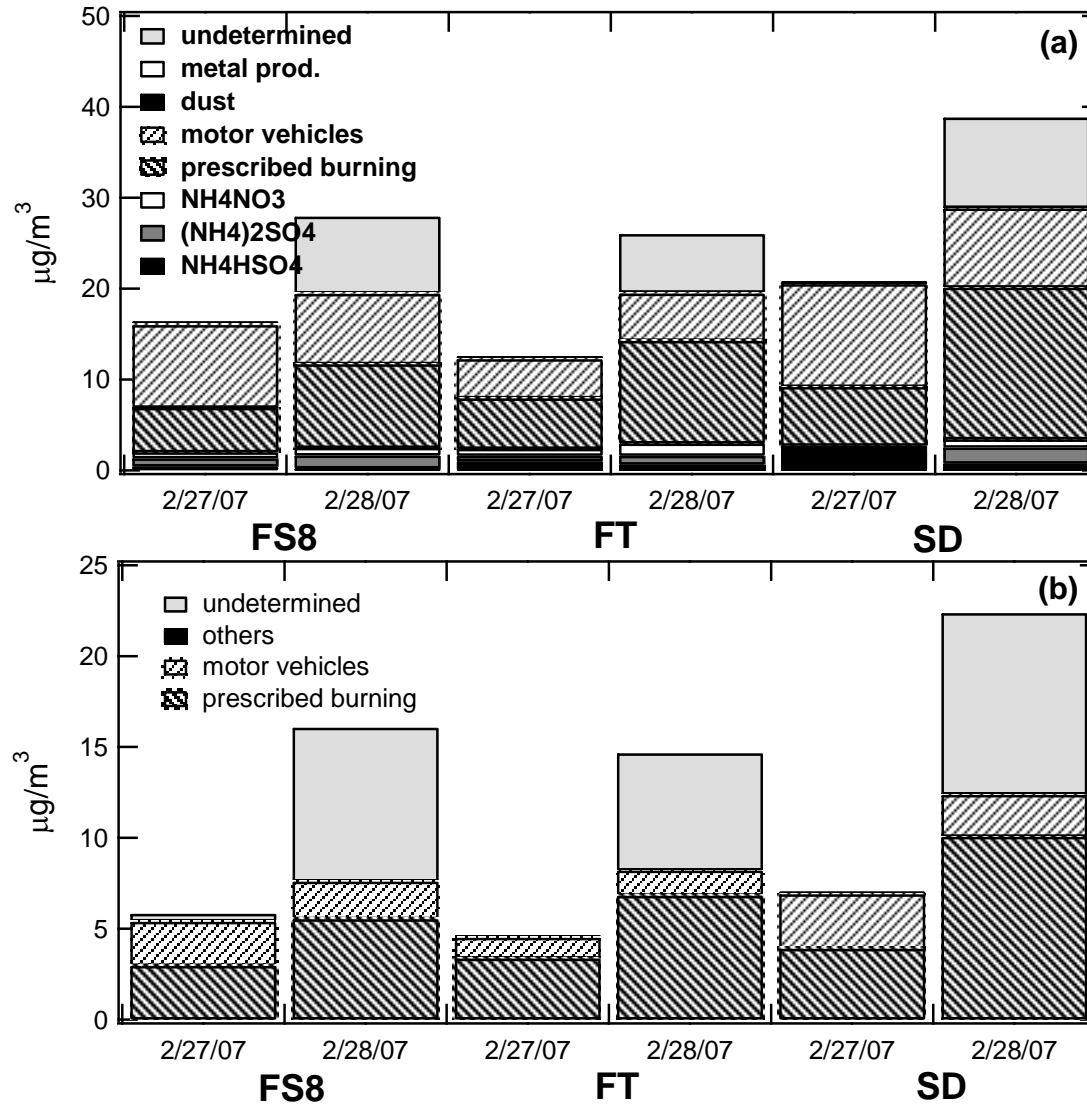 50
(a)
undetermined
metal prod.
dust
40
motor vehicles
prescribed burning
30
NH4NO3
(NH4)2SO4
NH4HSO4
20
10
0
µg/m3
2/27/07 2/28/07 2/27/07 2/28/07 2/27/07 2/28/07
FS8 FT SD
25
(b)
undetermined
others
motor vehicles
prescribed burning
20
15
10
5
0
µg/m3
2/27/07 2/28/07 2/27/07 2/28/07 2/27/07 2/28/07
FS8 FT SD